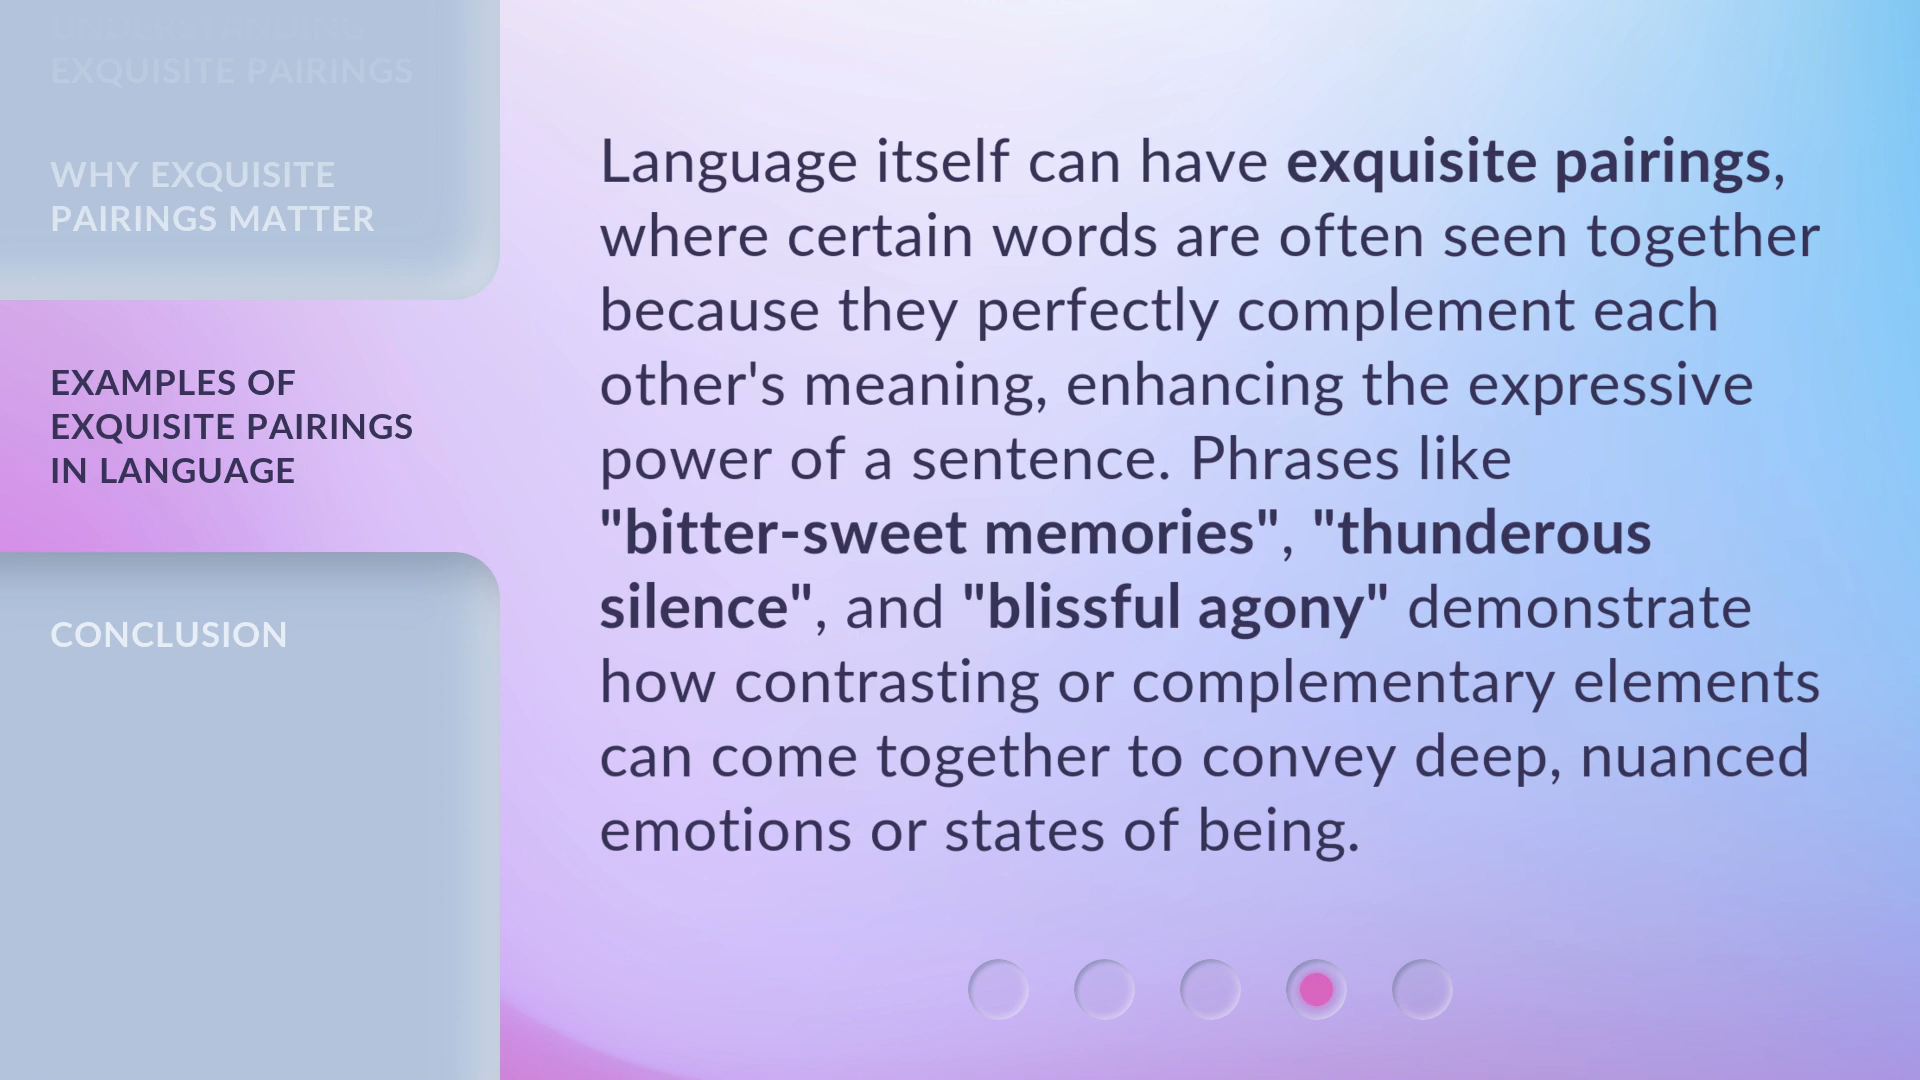 UNDERSTANDING
EXQUISITE PAIRINGS
WHY EXQUISITE
PAIRINGS MATTER
EXAMPLES OF
EXQUISITE PAIRINGS
IN LANGUAGE
CONCLUSION
Language itself can have exquisite pairings,
where certain words are often seen together
because they perfectly complement each
other's meaning, enhancing the expressive
power of a sentence. Phrases like
"bitter-sweet memories", "thunderous
silence", and "blissful agony" demonstrate
how contrasting or complementary elements
can come together to convey deep, nuanced
emotions or states of being.